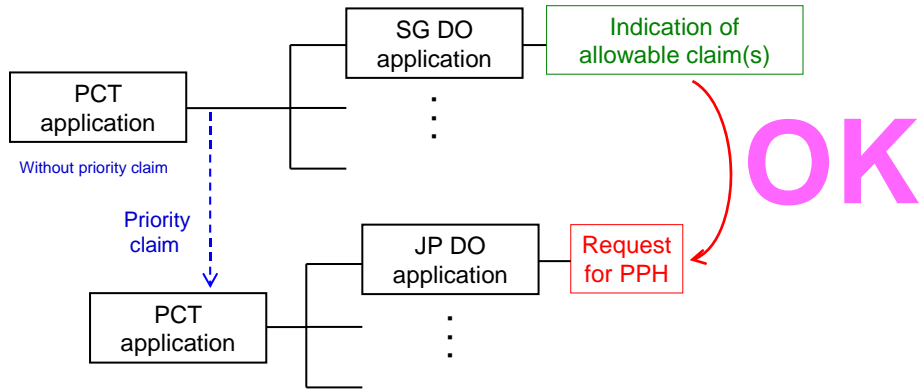 SG DO
application
Indication of
allowable claim(s)
PCT
application
Without priority claim
OK
Priority
claim
JP DO
application
Request
for PPH
PCT
application